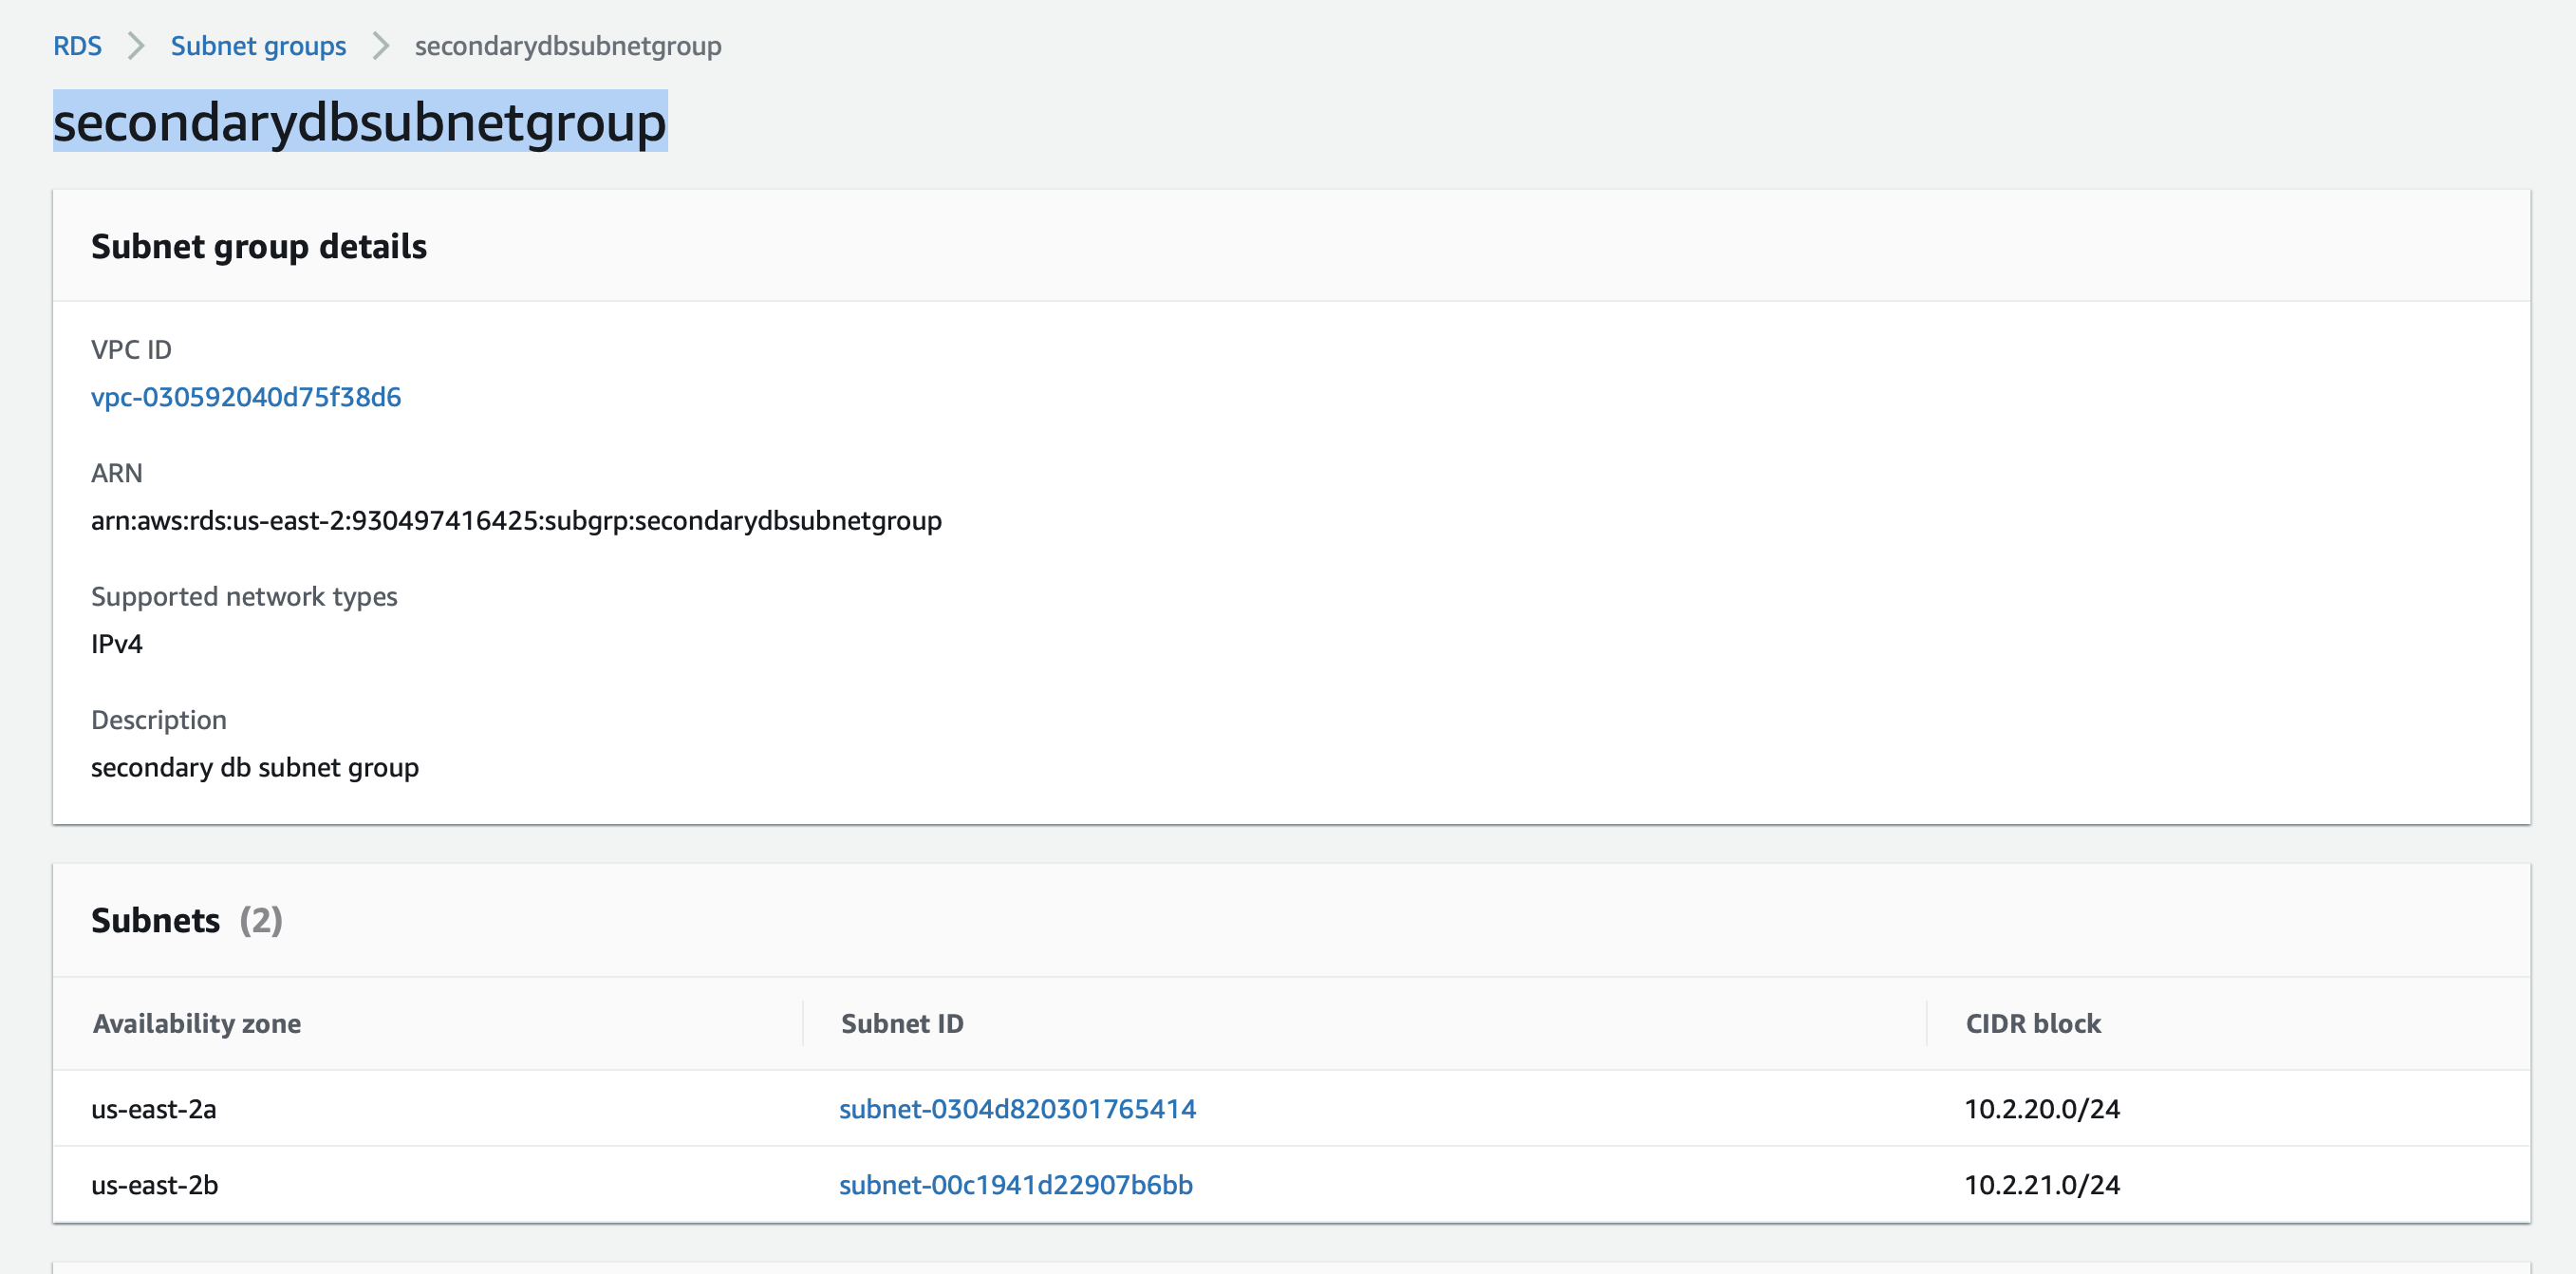 RDS > Subnet groups > secondarydbsubnetgroup
secondarydbsubnetgroup
Subnet group details
VPC ID
vpc-030592040d75f38d6
ARN
arn:aws:rds:us-east-2:930497416425:subgrp:secondarydbsubnetgroup
Supported network types
IPv4
Description
secondary db subnet group
Subnets (2)
Availability zone Subnet ID CIDR block
us-east-2a subnet-0304d820301765414 10.2.20.0/24
us-east-2b subnet-00c1941d22907b6bb 10.2.21.0/24